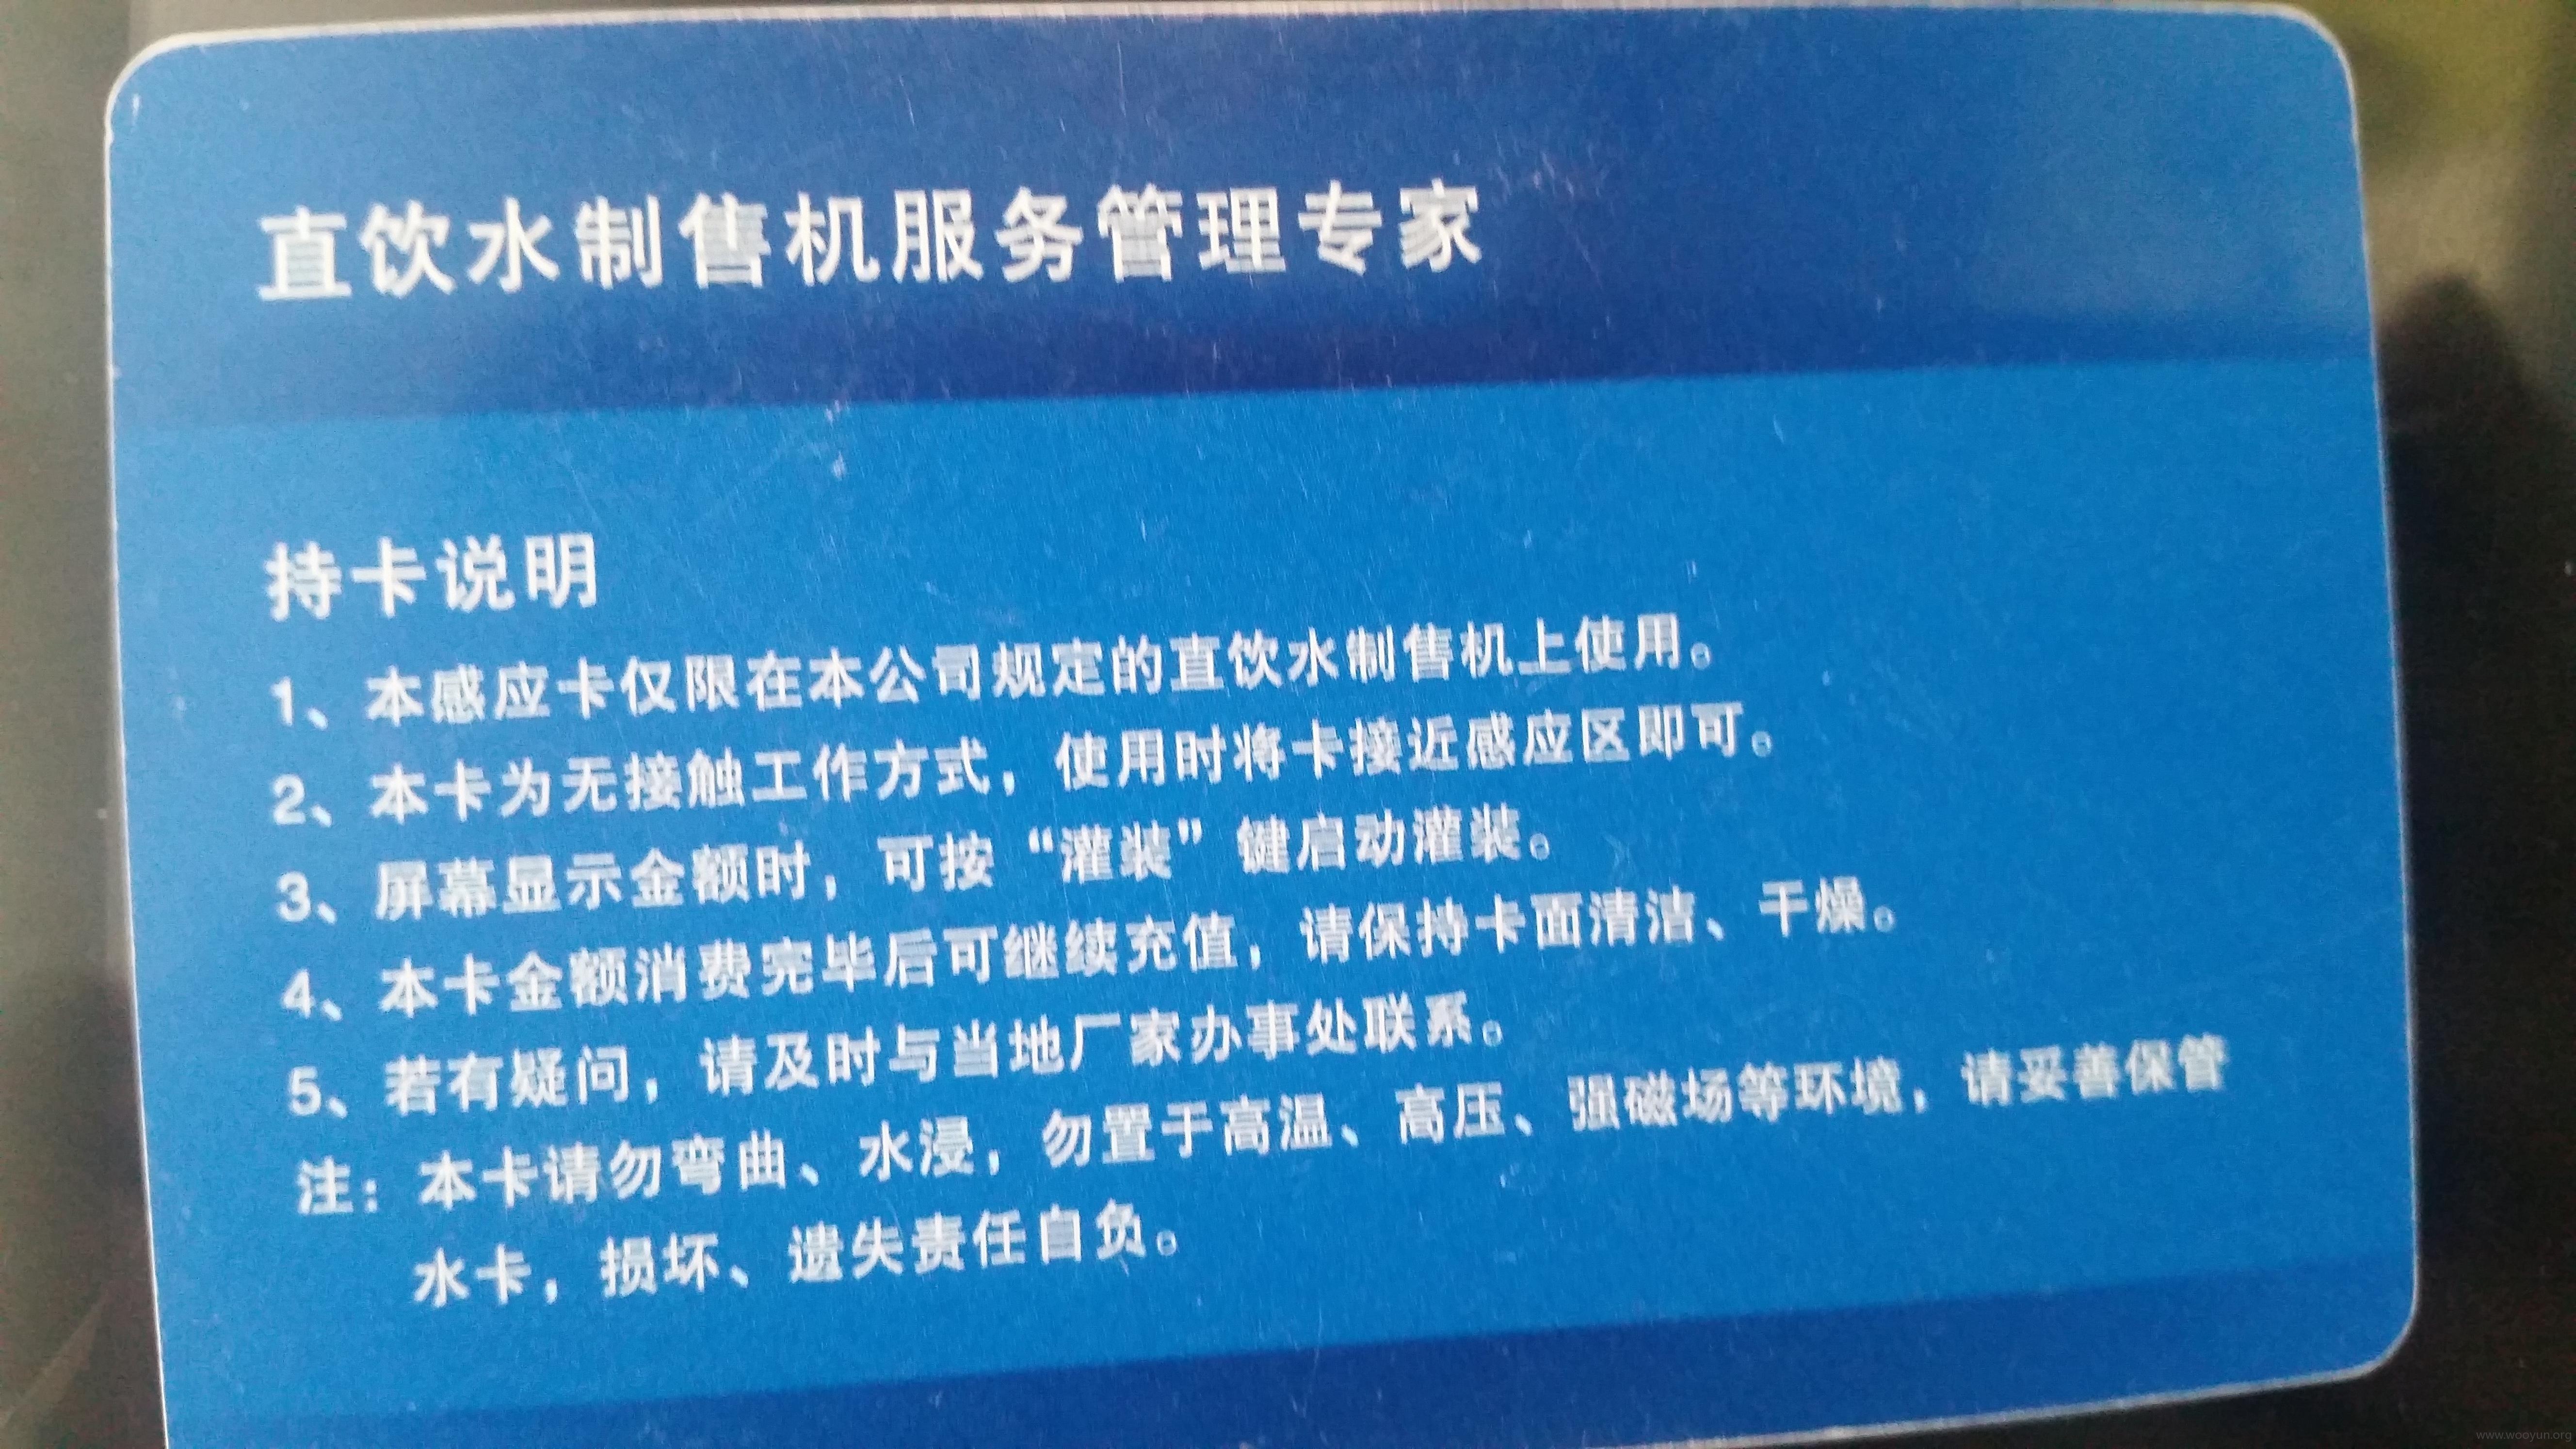 直饮水制售机服务管理专家
持卡说明
1、本感应卡仅限在本公司规定的直饮水制售机上使用。
2、本卡为无接触工作方式，使用时将卡接近感应区即可。
3、屏幕显示金额时，可按“灌装”键启动灌装。
4、本卡金额消费完毕后可继续充值，请保持卡面清洁、干燥。
5、若有疑问，请及时与当地厂家办事处联系。
注：本卡请勿弯曲、水浸，勿置于高温、高压、强磁场等环境，请妥善保管
水卡，损坏、遗失责任自负。
www.wooyun.org